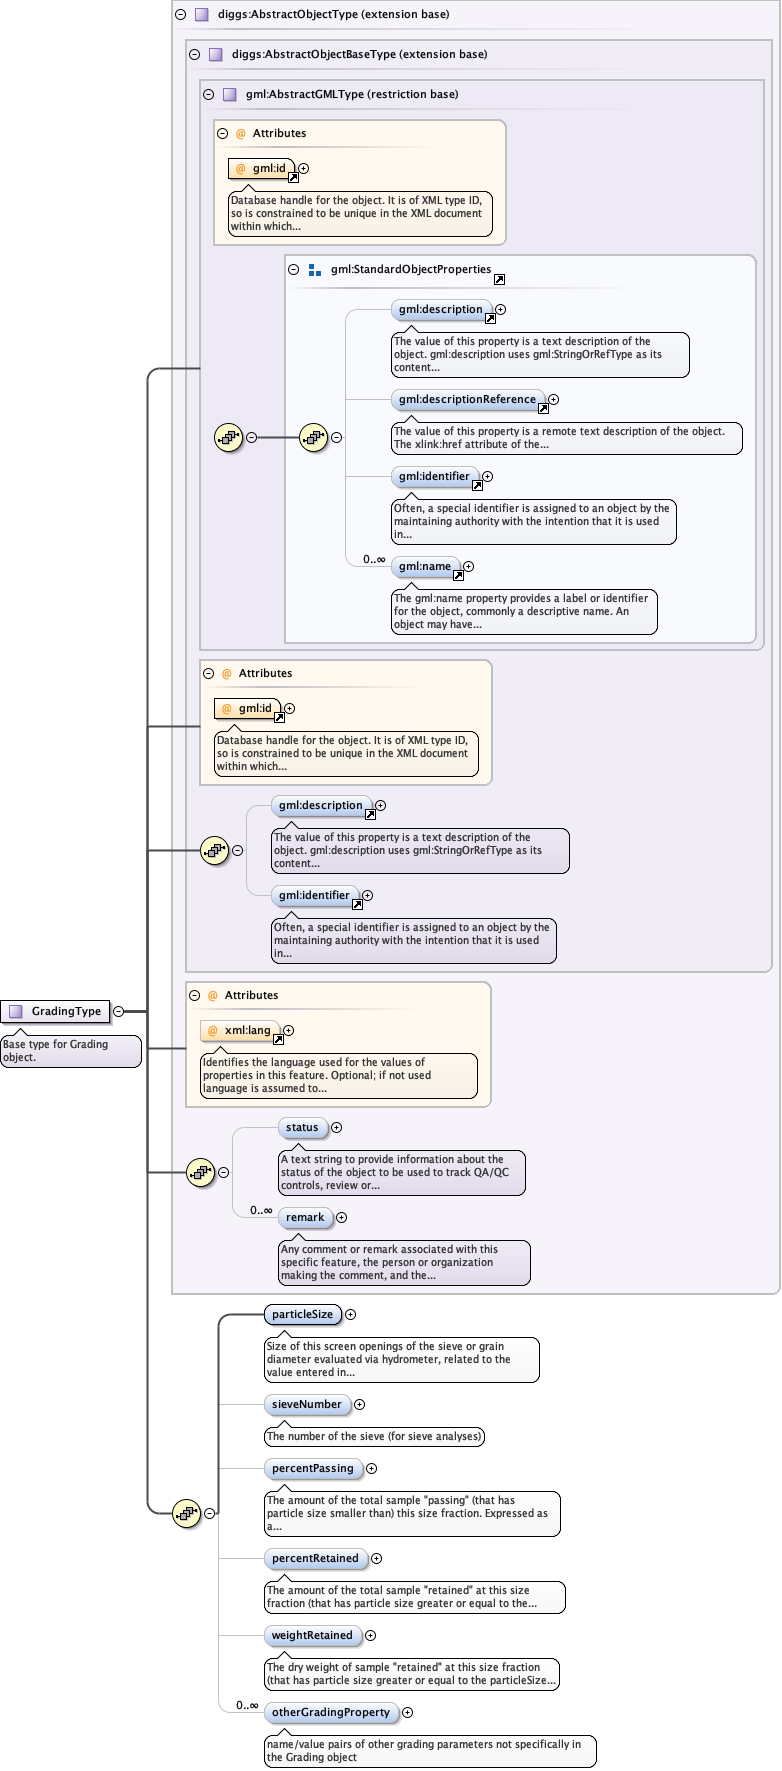 diggs:AbstractObjectType (extension base)
diggs:AbstractObjectBaseType (extension base)
gml:AbstractGMLType (restriction base)
@ Attributes
@ gml:id
Database handle for the object. It is of XML type ID,
so is constrained to be unique in the XML document
within which...
gml:StandardObjectProperties
gml:description
The value of this property is a text description of the
object. gml:description uses gml:StringOrRefType as its
content...
gml:descriptionReference
The value of this property is a remote text description of the object.
The xlink:href attribute of the...
gml:identifier
Often, a special identifier is assigned to an object by the
maintaining authority with the intention that it is used
in...
0..∞
gml:name
The gml:name property provides a label or identifier
for the object, commonly a descriptive name. An
object may have...
@ Attributes
@ gml:id
Database handle for the object. It is of XML type ID,
so is constrained to be unique in the XML document
within which...
gml:description
The value of this property is a text description of the
object. gml:description uses gml:StringOrRefType as its
content...
gml:identifier
Often, a special identifier is assigned to an object by the
maintaining authority with the intention that it is used
in...
GradingType
Base type for Grading
object.
@ Attributes
@ xml:lang
Identifies the language used for the values of
properties in this feature. Optional; if not used
language is assumed to...
status
A text string to provide information about the
status of the object to be used to track QA/QC
controls, review or...
0..∞
remark
Any comment or remark associated with this
specific feature, the person or organization
making the comment, and the...
particleSize
Size of this screen openings of the sieve or grain
diameter evaluated via hydrometer, related to the
value entered in...
sieveNumber
The number of the sieve (for sieve analyses)
percentPassing
The amount of the total sample "passing" (that has
particle size smaller than) this size fraction. Expressed as
a...
percentRetained
The amount of the total sample "retained" at this size
fraction (that has particle size greater or equal to the...
weightRetained
The dry weight of sample "retained" at this size fraction
(that has particle size greater or equal to the particleSize...
0..∞
otherGradingProperty
name/value pairs of other grading parameters not specifically in
the Grading object